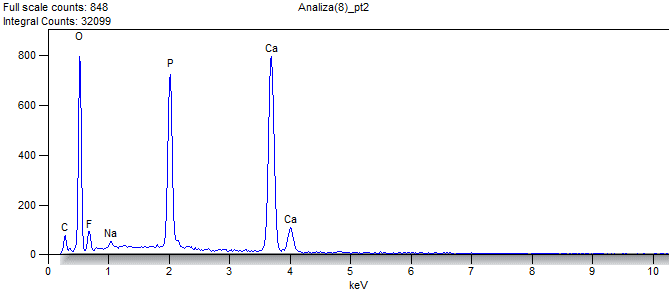 Full scale counts: 848
Analiza(8)_pt2
Integral Counts: 32099
O
Ca
P
800
600
400
200
0
C
F
Na
Ca
0 1 2 3 4 5 6 7 8 9 10
keV